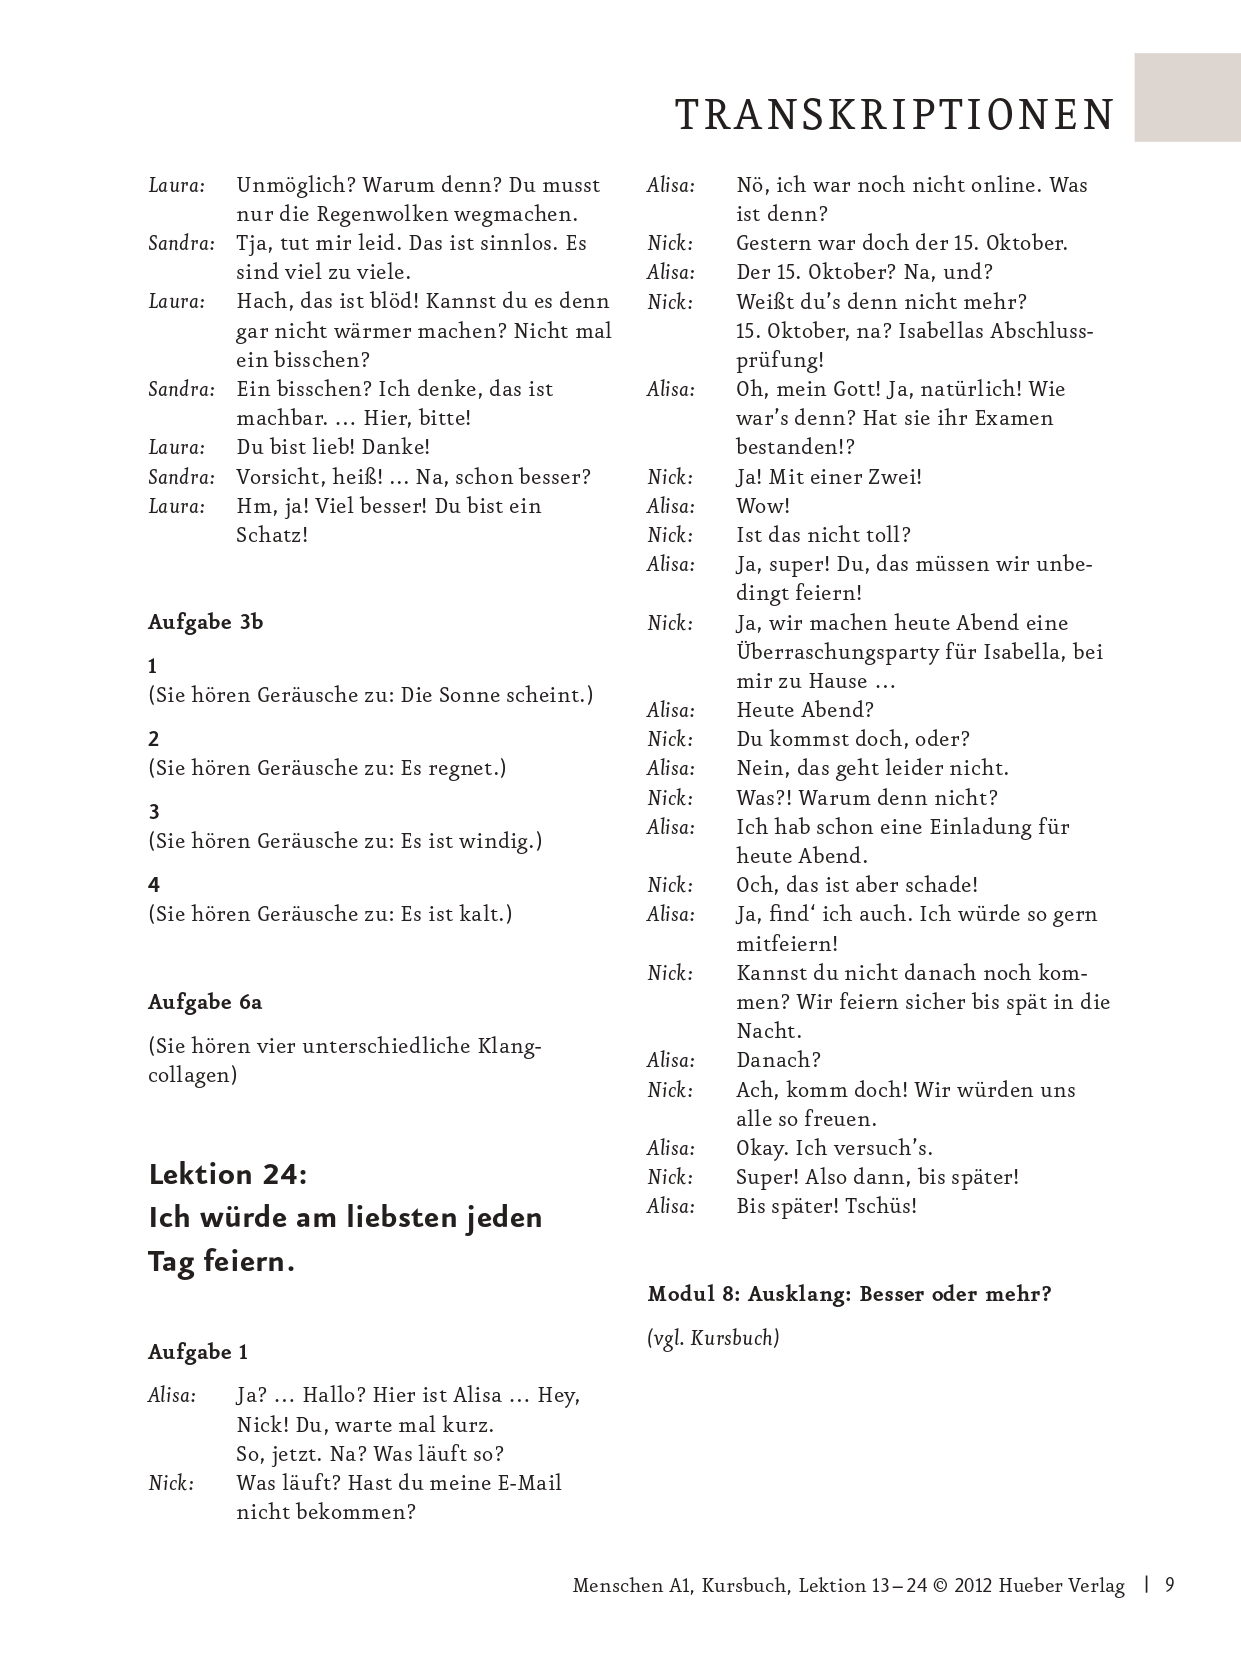 TRANSKRIPTIONEN
Laura: Unmöglich? Warum denn? Du musst
nur die Regenwolken wegmachen.
Sandra: Tja, tut mir leid. Das ist sinnlos. Es
sind viel zu viele.
Laura: Hach, das ist blöd! Kannst du es denn
gar nicht wärmer machen? Nicht mal
ein bisschen?
Sandra: Ein bisschen? Ich denke, das ist
machbar. … Hier, bitte!
Laura: Du bist lieb! Danke!
Sandra: Vorsicht, heiß! … Na, schon besser?
Laura: Hm, ja! Viel besser! Du bist ein
Schatz!
Aufgabe 3b
1
(Sie hören Geräusche zu: Die Sonne scheint.)
2
(Sie hören Geräusche zu: Es regnet.)
3
(Sie hören Geräusche zu: Es ist windig.)
4
(Sie hören Geräusche zu: Es ist kalt.)
Aufgabe 6a
(Sie hören vier unterschiedliche Klang-
collagen)
Lektion 24:
Ich würde am liebsten jeden
Tag feiern.
Aufgabe 1
Alisa: Ja? … Hallo? Hier ist Alisa … Hey,
Nick! Du, warte mal kurz.
So, jetzt. Na? Was läuft so?
Nick: Was läuft? Hast du meine E-Mail
nicht bekommen?
Alisa: Nö, ich war noch nicht online. Was
ist denn?
Nick: Gestern war doch der 15. Oktober.
Alisa: Der 15. Oktober? Na, und?
Nick: Weißt du’s denn nicht mehr?
15. Oktober, na? Isabellas Abschluss-
prüfung!
Alisa: Oh, mein Gott! Ja, natürlich! Wie
war’s denn? Hat sie ihr Examen
bestanden!?
Nick: Ja! Mit einer Zwei!
Alisa: Wow!
Nick: Ist das nicht toll?
Alisa: Ja, super! Du, das müssen wir unbe-
dingt feiern!
Nick: Ja, wir machen heute Abend eine
Überraschungsparty für Isabella, bei
mir zu Hause …
Alisa: Heute Abend?
Nick: Du kommst doch, oder?
Alisa: Nein, das geht leider nicht.
Nick: Was?! Warum denn nicht?
Alisa: Ich hab schon eine Einladung für
heute Abend.
Nick: Och, das ist aber schade!
Alisa: Ja, find‘ ich auch. Ich würde so gern
mitfeiern!
Nick: Kannst du nicht danach noch kom-
men? Wir feiern sicher bis spät in die
Nacht.
Alisa: Danach?
Nick: Ach, komm doch! Wir würden uns
alle so freuen.
Alisa: Okay. Ich versuch’s.
Nick: Super! Also dann, bis später!
Alisa: Bis später! Tschüs!
Modul 8: Ausklang: Besser oder mehr?
(vgl. Kursbuch)
Menschen A1, Kursbuch, Lektion 13–24 © 2012 Hueber Verlag | 9